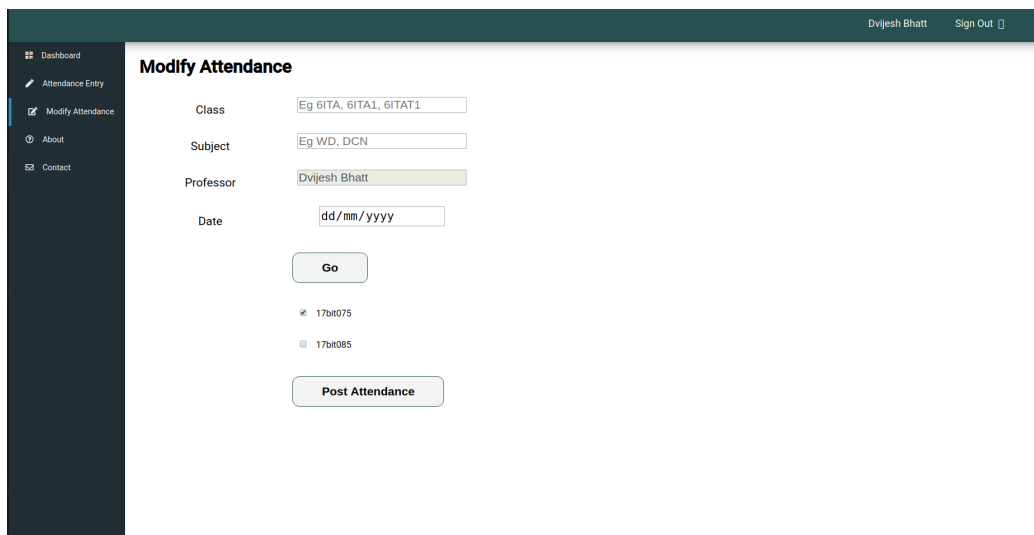 Dvijesh Bhatt Sign Out
Dashboard
Attendance Entry
Modify Attendance
About
Contact
Modify Attendance
Class Eg 6ITA, 6ITA1, 6ITAT1
Subject Eg WD, DCN
Professor Dvijesh Bhatt
Date dd/mm/yyyy
Go
17bit075
17bit085
Post Attendance